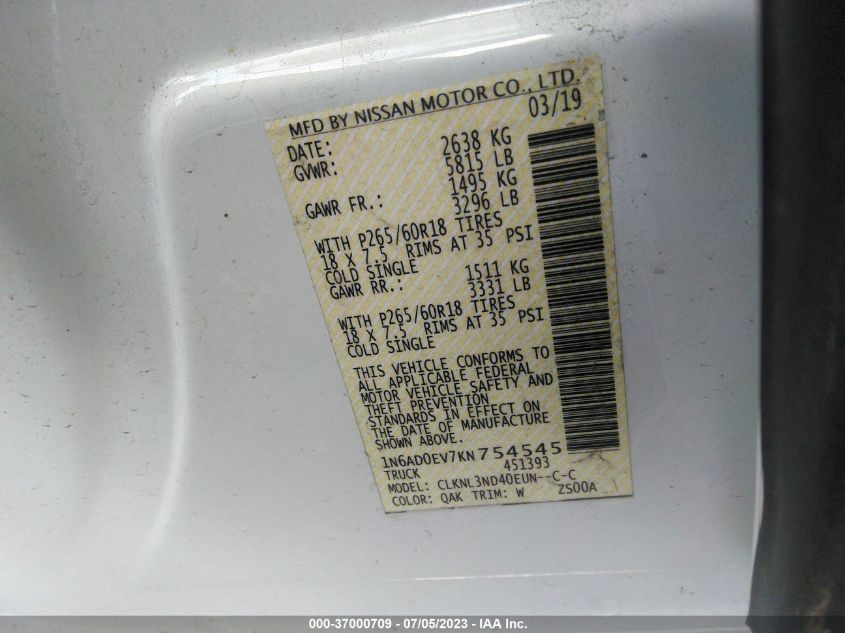 MFD BY NISSAN MOTOR CO., LTD.
DATE: 03/19
GVWR: 2638 KG
5815 LB
GAWR FR.: 1495 KG
3296 LB
WITH P265/60R18 TIRES
18 X 7.5 RIMS AT 35 PSI
COLD SINGLE
GAWR RR.: 1511 KG
3331 LB
WITH P265/60R18 TIRES
18 X 7.5 RIMS AT 35 PSI
COLD SINGLE
THIS VEHICLE CONFORMS TO
ALL APPLICABLE FEDERAL
MOTOR VEHICLE SAFETY AND
THEFT PREVENTION
STANDARDS IN EFFECT ON
THE DATE OF MANUFACTURE
SHOWN ABOVE.
1N6AD0EV7KN754545
TRUCK 451393
MODEL: CLKNL3ND40EUN--C-C
COLOR: QAK TRIM: W ZS00A
000-37000709 - 07/05/2023 - IAA Inc.